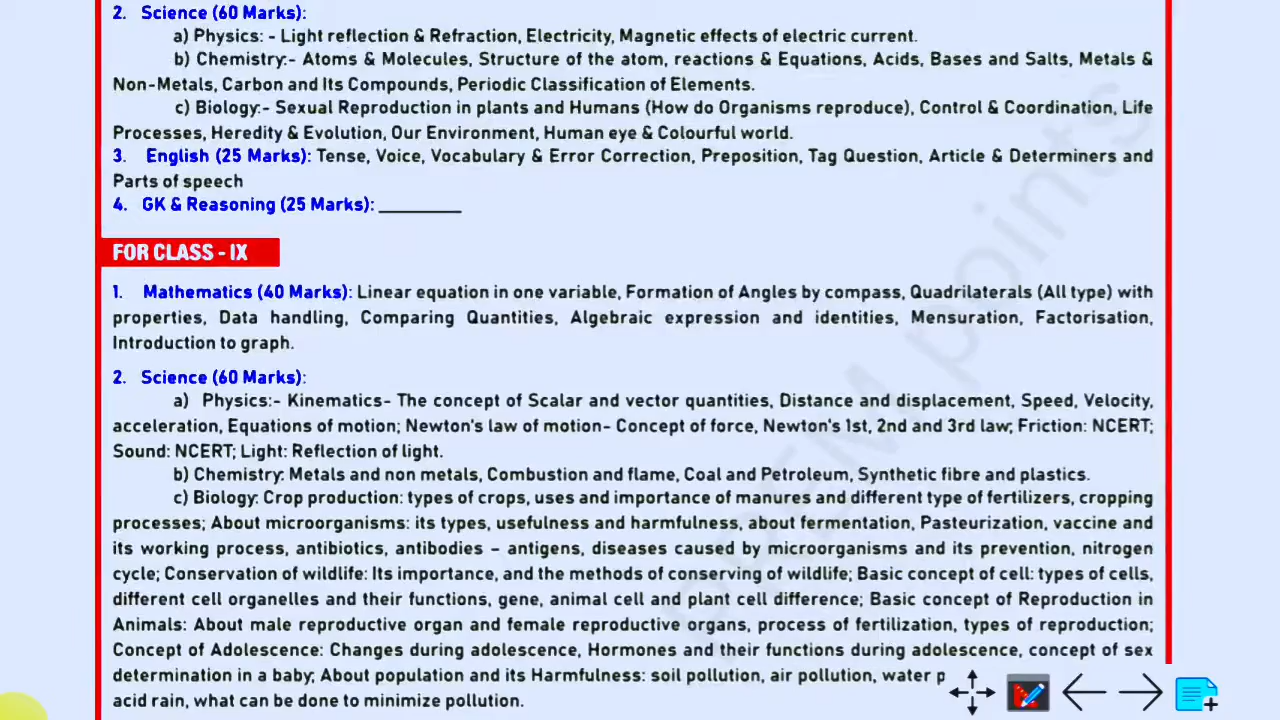 2. Science (60 Marks):
a) Physics: - Light reflection & Refraction, Electricity, Magnetic effects of electric current.
b) Chemistry:- Atoms & Molecules, Structure of the atom, reactions & Equations, Acids, Bases and Salts, Metals &
Non-Metals, Carbon and Its Compounds, Periodic Classification of Elements.
c) Biology:- Sexual Reproduction in plants and Humans (How do Organisms reproduce), Control & Coordination, Life
Processes, Heredity & Evolution, Our Environment, Human eye & Colourful world.
3. English (25 Marks): Tense, Voice, Vocabulary & Error Correction, Preposition, Tag Question, Article & Determiners and
Parts of speech
4. GK & Reasoning (25 Marks): _________
FOR CLASS - IX
1. Mathematics (40 Marks): Linear equation in one variable, Formation of Angles by compass, Quadrilaterals (All type) with
properties, Data handling, Comparing Quantities, Algebraic expression and identities, Mensuration, Factorisation,
Introduction to graph.
2. Science (60 Marks):
a) Physics:- Kinematics- The concept of Scalar and vector quantities, Distance and displacement, Speed, Velocity,
acceleration, Equations of motion; Newton's law of motion- Concept of force, Newton's 1st, 2nd and 3rd law; Friction: NCERT;
Sound: NCERT; Light: Reflection of light.
b) Chemistry: Metals and non metals, Combustion and flame, Coal and Petroleum, Synthetic fibre and plastics.
c) Biology: Crop production: types of crops, uses and importance of manures and different type of fertilizers, cropping
processes; About microorganisms: its types, usefulness and harmfulness, about fermentation, Pasteurization, vaccine and
its working process, antibiotics, antibodies – antigens, diseases caused by microorganisms and its prevention, nitrogen
cycle; Conservation of wildlife: Its importance, and the methods of conserving of wildlife; Basic concept of cell: types of cells,
different cell organelles and their functions, gene, animal cell and plant cell difference; Basic concept of Reproduction in
Animals: About male reproductive organ and female reproductive organs, process of fertilization, types of reproduction;
Concept of Adolescence: Changes during adolescence, Hormones and their functions during adolescence, concept of sex
determination in a baby; About population and its Harmfulness: soil pollution, air pollution, water p
acid rain, what can be done to minimize pollution.
PREM points